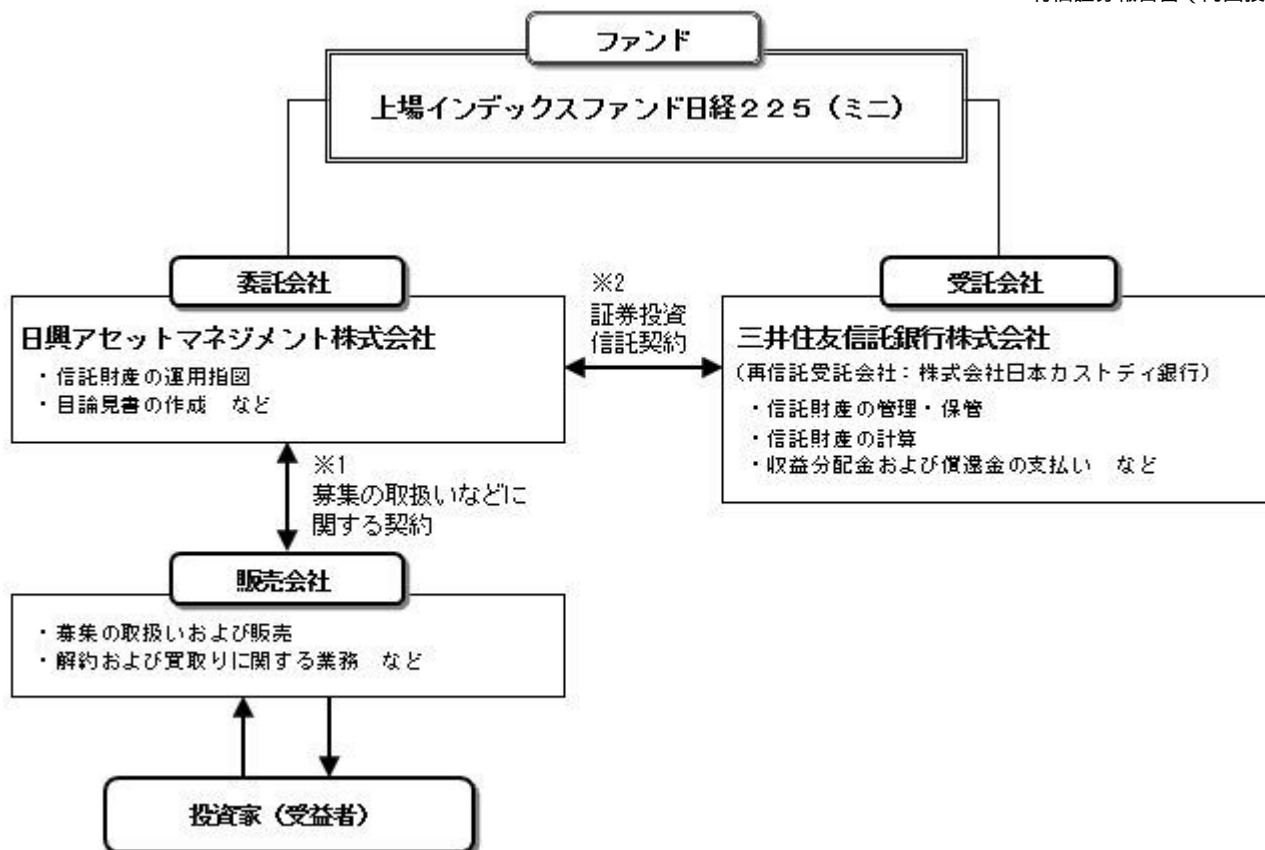 ファンド
上場インデックスファンド日経225(ミニ)
委託会社
日興アセットマネジメント株式会社
・信託財産の運用指図
・目論見書の作成 など
※2
証券投資
信託契約
受託会社
三井住友信託銀行株式会社
(再信託受託会社:株式会社日本カストディ銀行)
・信託財産の管理・保管
・信託財産の計算
・収益分配金および償還金の支払い など
※1
募集の取扱いなどに
関する契約
販売会社
・募集の取扱いおよび販売
・解約および買取りに関する業務 など
投資家(受益者)